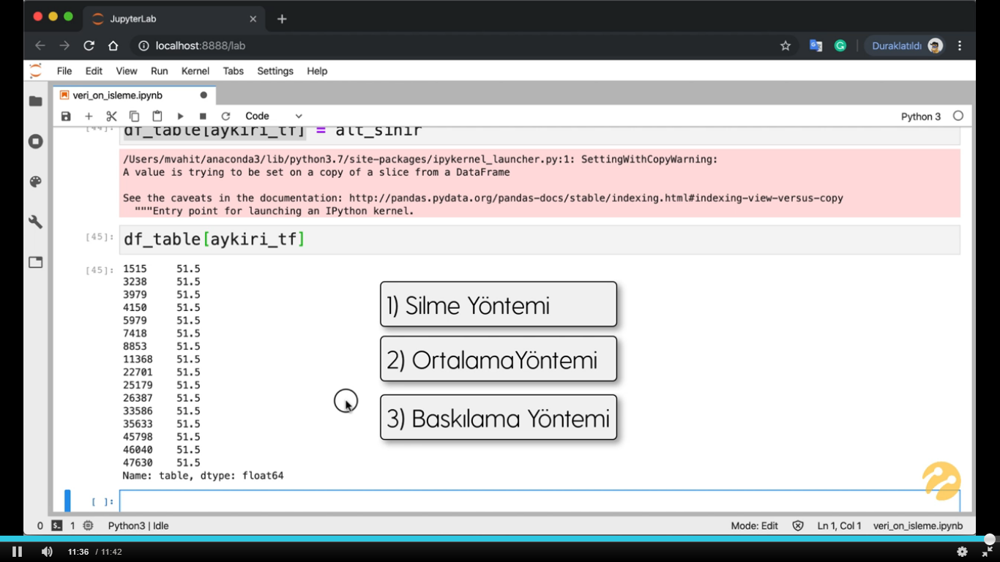 JupyterLab
localhost:8888/lab
Duraklatıldı
File Edit View Run Kernel Tabs Settings Help
veri_on_isleme.ipynb
Code
Python 3
[44]: df_table[aykiri_tf] = alt_sinir
/Users/mvahit/anaconda3/lib/python3.7/site-packages/ipykernel_launcher.py:1: SettingWithCopyWarning:
A value is trying to be set on a copy of a slice from a DataFrame
See the caveats in the documentation: http://pandas.pydata.org/pandas-docs/stable/indexing.html#indexing-view-versus-copy
"""Entry point for launching an IPython kernel.
[45]: df_table[aykiri_tf]
[45]: 1515 51.5
3238 51.5
3979 51.5
4150 51.5
5979 51.5
7418 51.5
8853 51.5
11368 51.5
22701 51.5
25179 51.5
26387 51.5
33586 51.5
35633 51.5
45798 51.5
46040 51.5
47630 51.5
Name: table, dtype: float64
1) Silme Yöntemi
2) OrtalamaYöntemi
3) Baskılama Yöntemi
[ ]:
0 1 Python3 | Idle
Mode: Edit Ln 1, Col 1 veri_on_isleme.ipynb
11:36 / 11:42